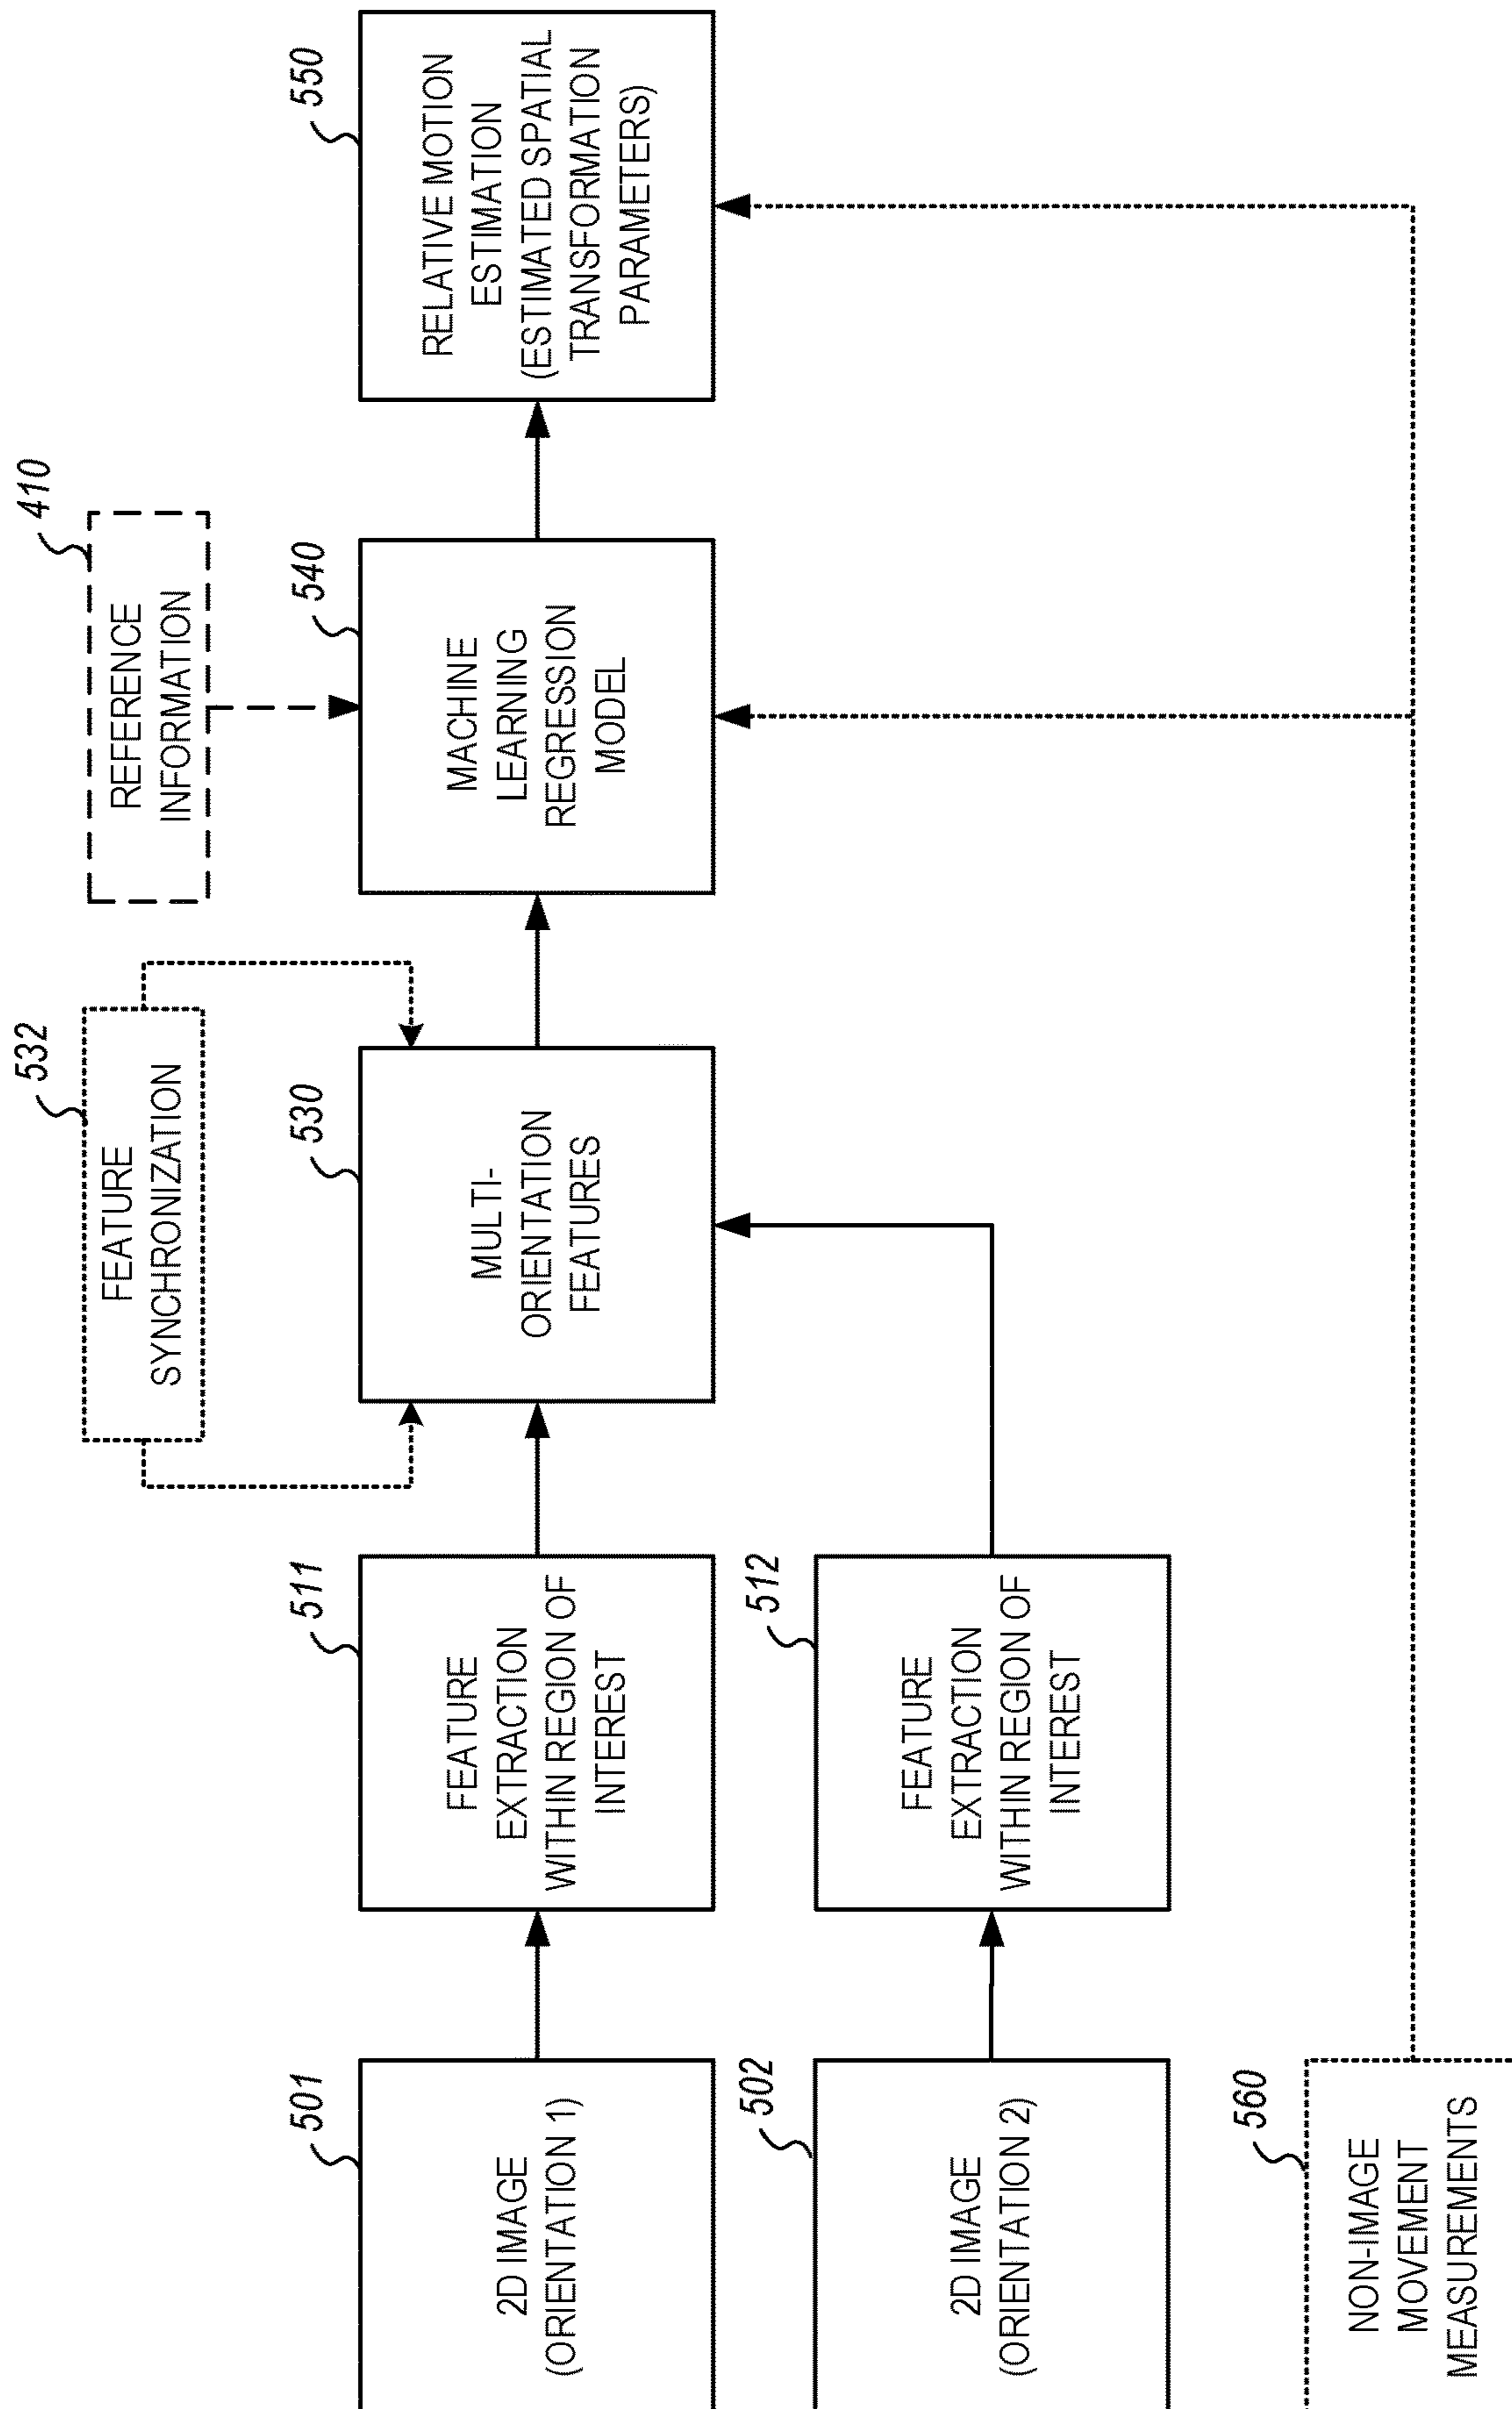 501
2D IMAGE
(ORIENTATION 1)
511
FEATURE
EXTRACTION
WITHIN REGION OF
INTEREST
532
FEATURE
SYNCHRONIZATION
530
MULTI-
ORIENTATION
FEATURES
410
REFERENCE
INFORMATION
540
MACHINE
LEARNING
REGRESSION
MODEL
550
RELATIVE MOTION
ESTIMATION
(ESTIMATED SPATIAL
TRANSFORMATION
PARAMETERS)
502
2D IMAGE
(ORIENTATION 2)
512
FEATURE
EXTRACTION
WITHIN REGION OF
INTEREST
560
NON-IMAGE
MOVEMENT
MEASUREMENTS